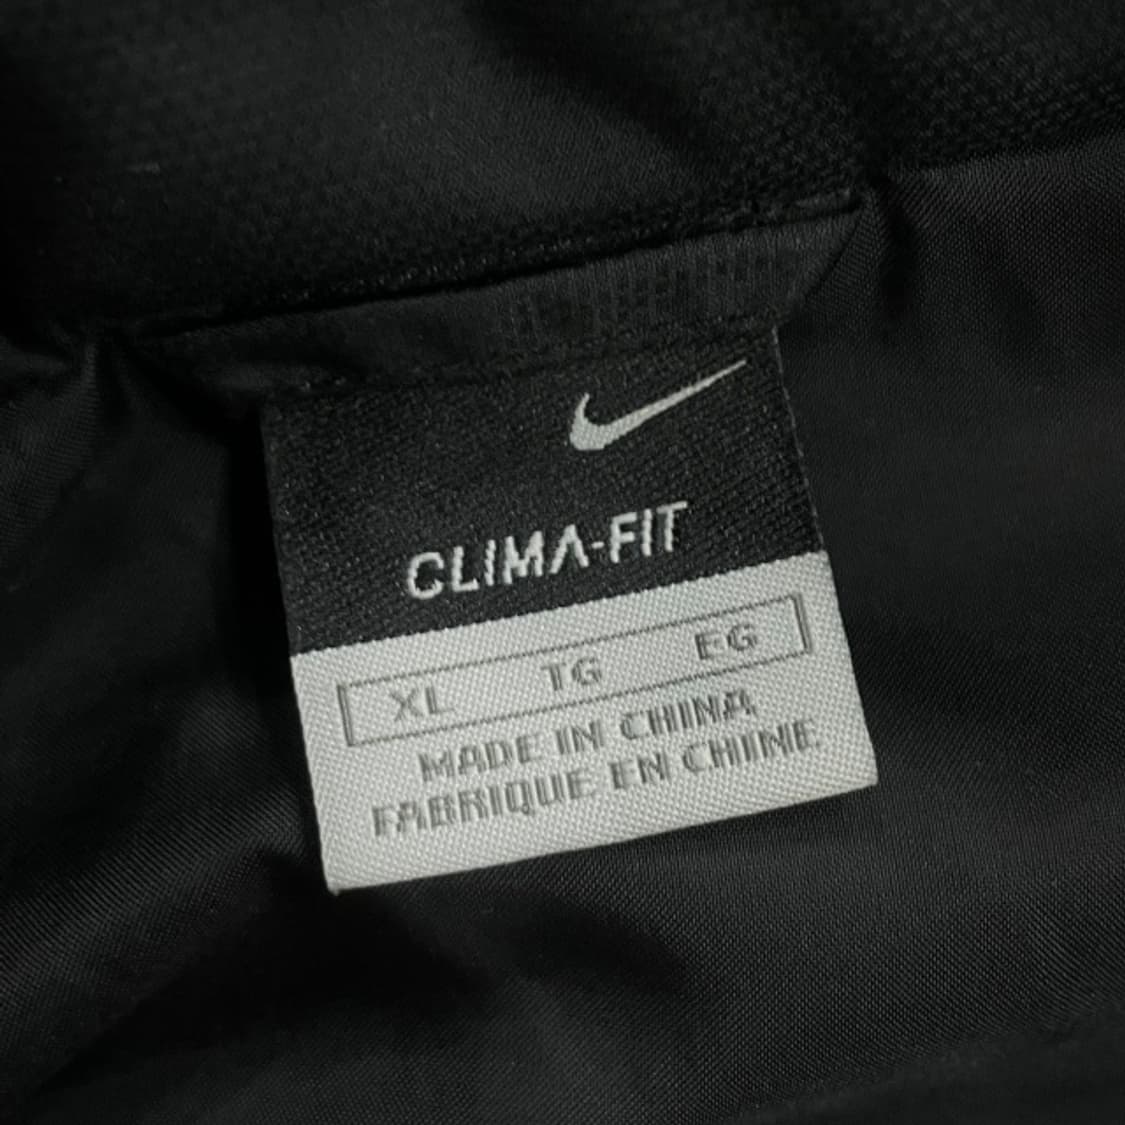 CLIMA-FIT
XL TG EG
MADE IN CHINA
FABRIQUE EN CHINE